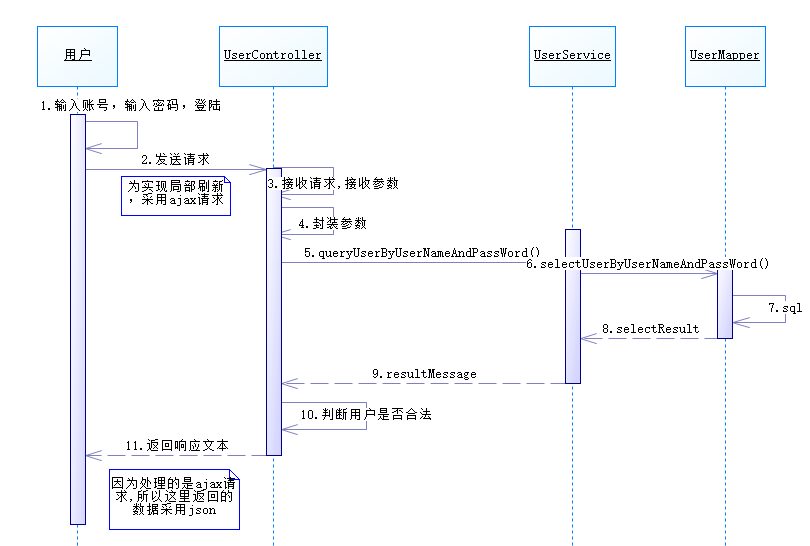 用户
UserController
UserService
UserMapper
1.输入账号，输入密码，登陆
2.发送请求
为实现局部刷新
，采用ajax请求
3.接收请求,接收参数
4.封装参数
5.queryUserByUserNameAndPassWord()
6.selectUserByUserNameAndPassWord()
7.sql
8.selectResult
9.resultMessage
10.判断用户是否合法
11.返回响应文本
因为处理的是ajax请
求,所以这里返回的
数据采用json